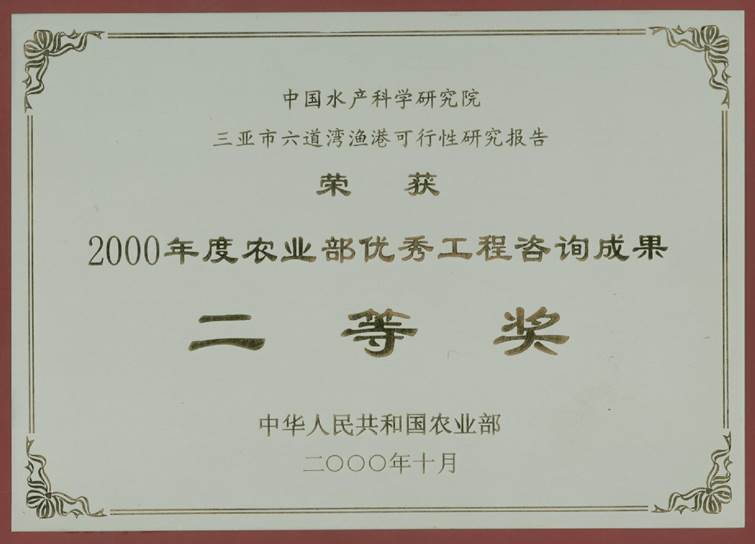 中国水产科学研究院
三亚市六道湾渔港可行性研究报告
荣 获
2000年度农业部优秀工程咨询成果
二 等 奖
中华人民共和国农业部
二〇〇〇年十月